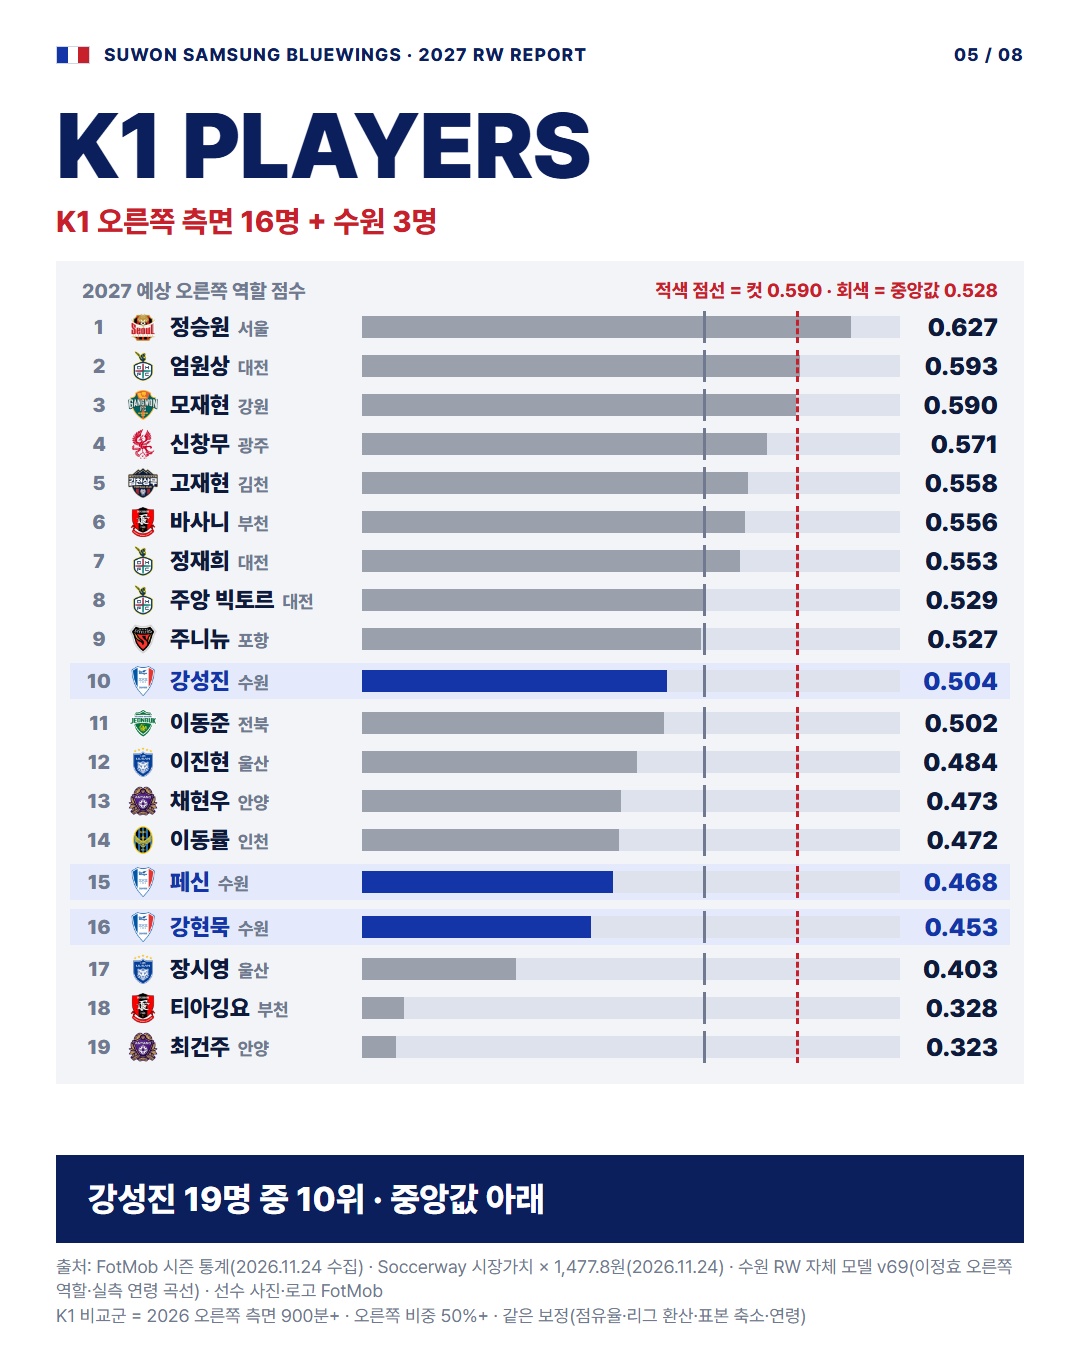 SUWON SAMSUNG BLUEWINGS · 2027 RW REPORT
05 / 08
K1 PLAYERS
K1 오른쪽 측면 16명 + 수원 3명
2027 예상 오른쪽 역할 점수
적색 점선 = 컷 0.590 · 회색 = 중앙값 0.528
1 정승원 서울 0.627
2 엄원상 대전 0.593
3 모재현 강원 0.590
4 신창무 광주 0.571
5 고재현 김천 0.558
6 바사니 부천 0.556
7 정재희 대전 0.553
8 주앙 빅토르 대전 0.529
9 주니뉴 포항 0.527
10 강성진 수원 0.504
11 이동준 전북 0.502
12 이진현 울산 0.484
13 채현우 안양 0.473
14 이동률 인천 0.472
15 페신 수원 0.468
16 강현묵 수원 0.453
17 장시영 울산 0.403
18 티아깅요 부천 0.328
19 최건주 안양 0.323
강성진 19명 중 10위 · 중앙값 아래
출처: FotMob 시즌 통계(2026.11.24 수집) · Soccerway 시장가치 × 1,477.8원(2026.11.24) · 수원 RW 자체 모델 v69(이정효 오른쪽
역할·실측 연령 곡선) · 선수 사진·로고 FotMob
K1 비교군 = 2026 오른쪽 측면 900분+ · 오른쪽 비중 50%+ · 같은 보정(점유율·리그 환산·표본 축소·연령)